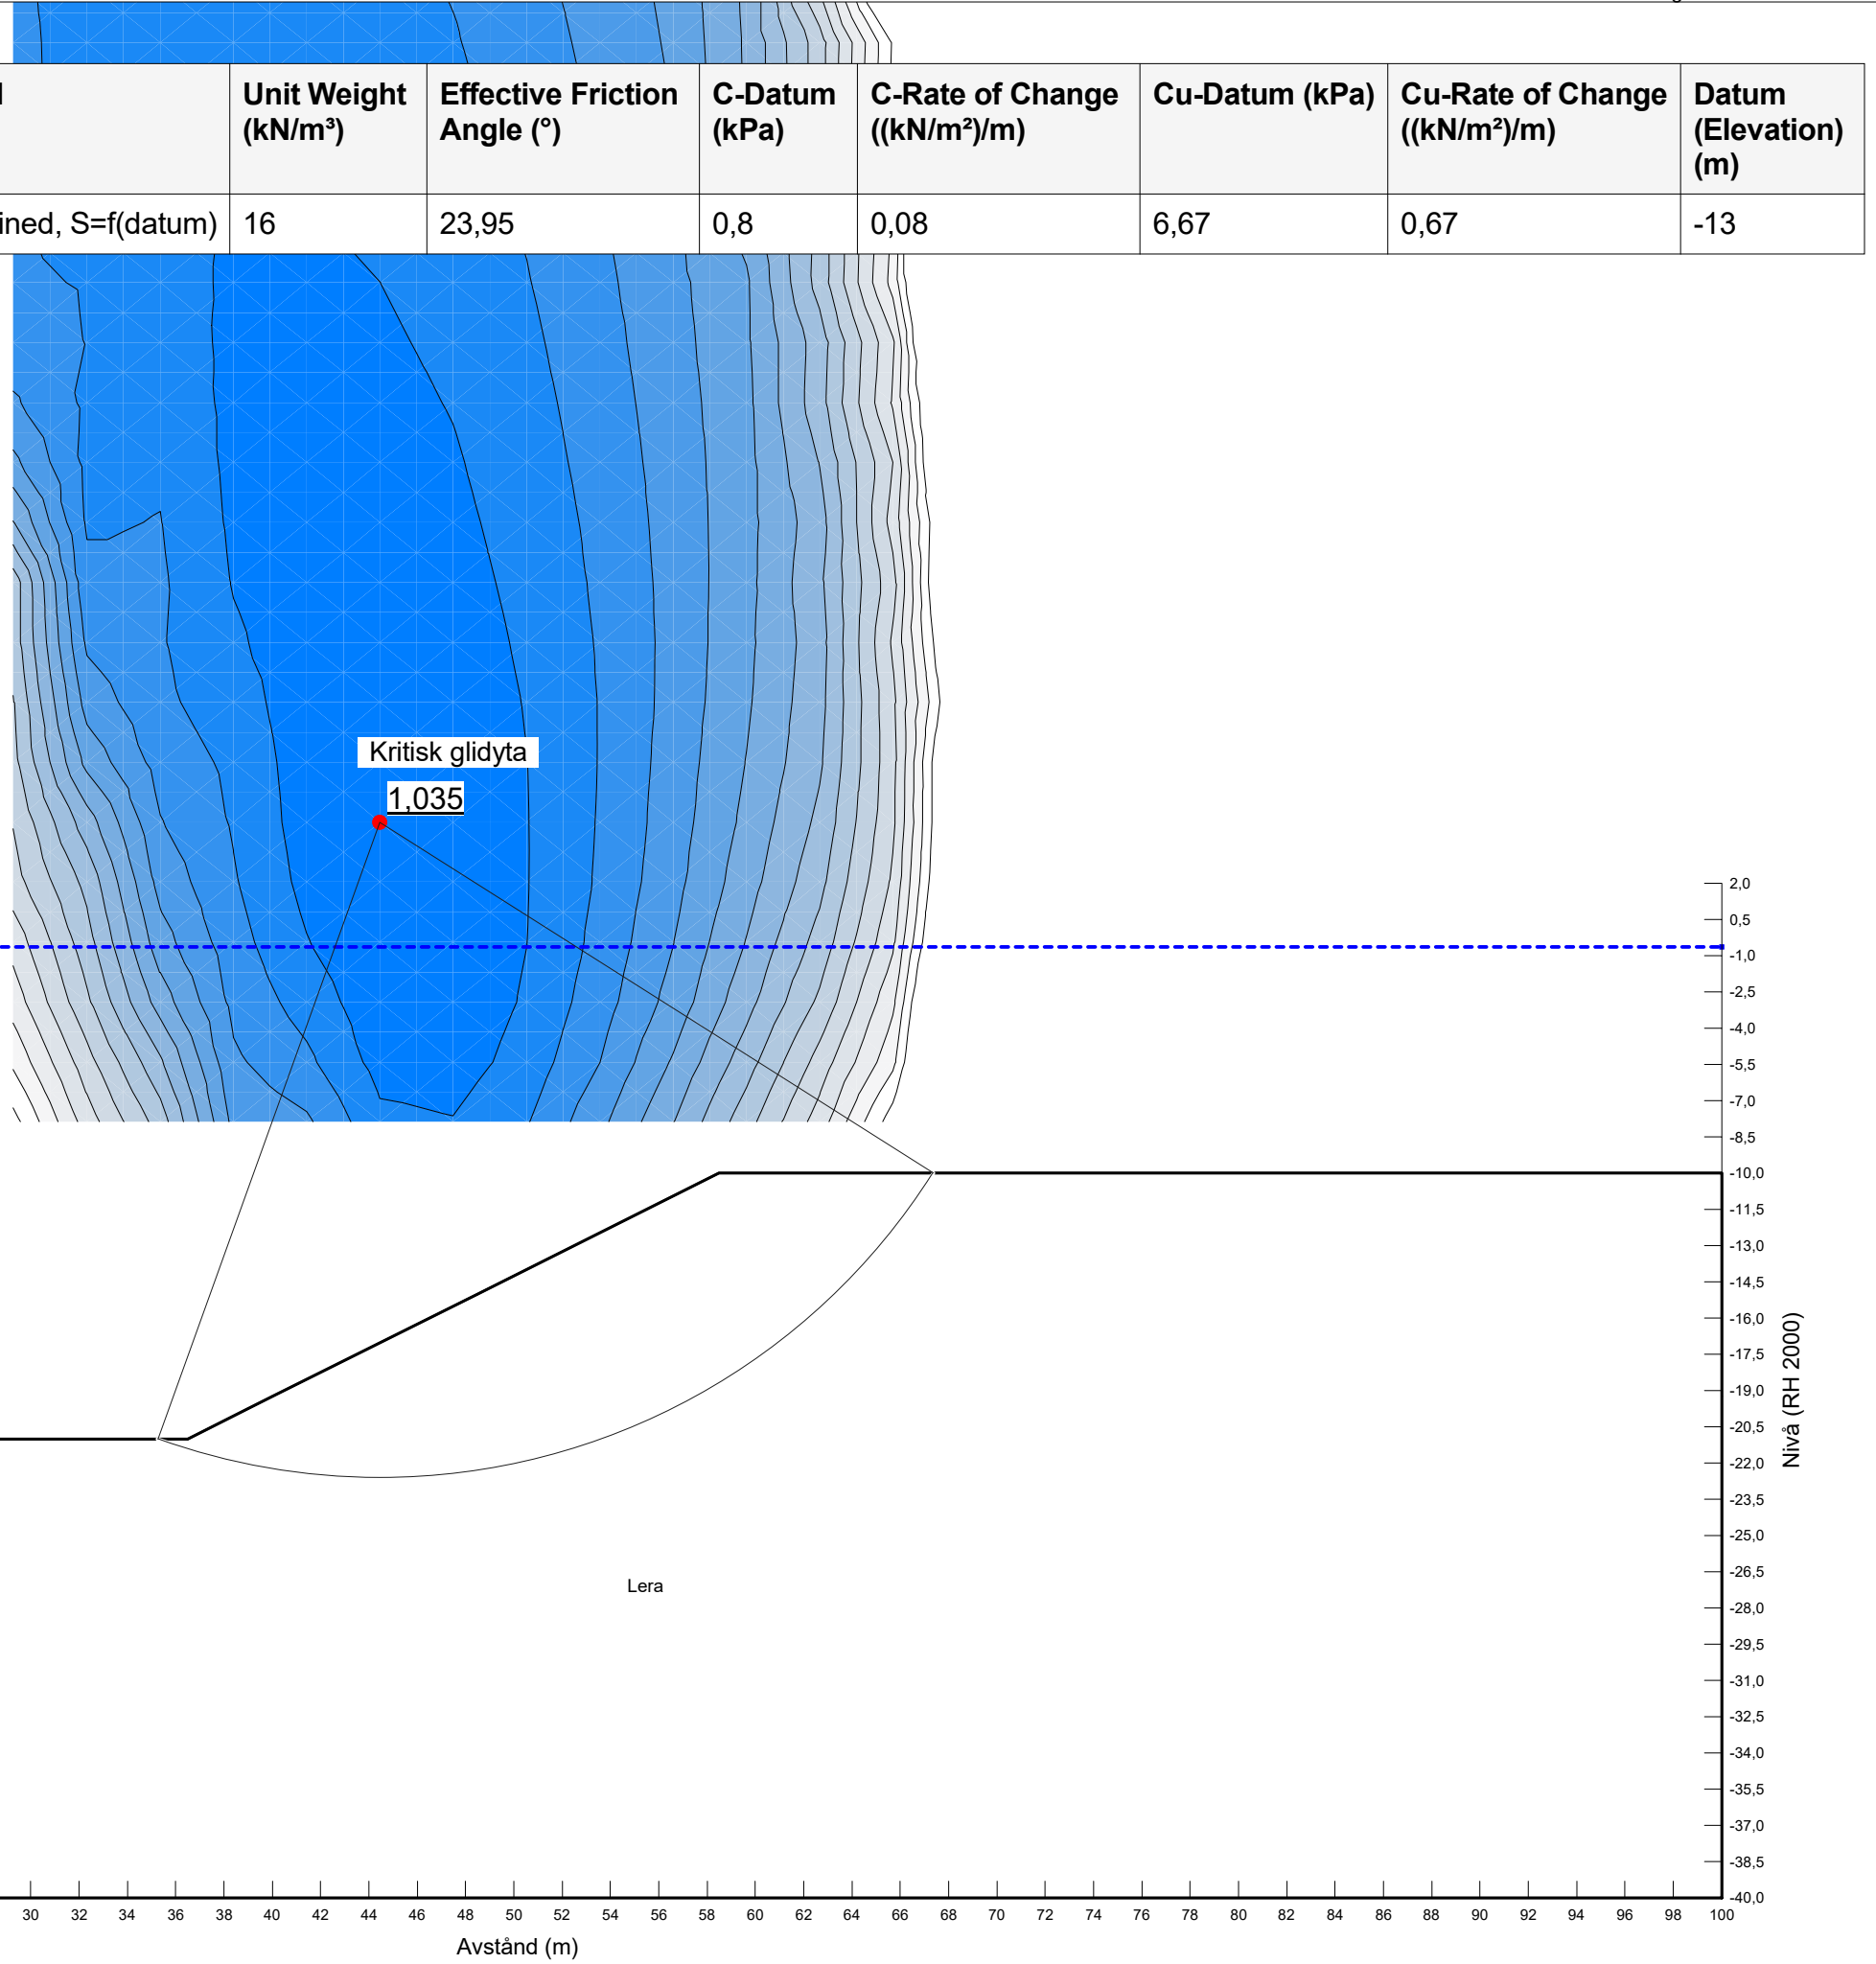 Unit Weight (kN/m³)
Effective Friction Angle (°)
C-Datum (kPa)
C-Rate of Change ((kN/m²)/m)
Cu-Datum (kPa)
Cu-Rate of Change ((kN/m²)/m)
Datum (Elevation) (m)
ined, S=f(datum) 16 23,95 0,8 0,08 6,67 0,67 -13
Kritisk glidyta
1,035
2,0
0,5
-1,0
-2,5
-4,0
-5,5
-7,0
-8,5
-10,0
-11,5
-13,0
-14,5
-16,0
-17,5
-19,0
-20,5
-22,0
-23,5
-25,0
-26,5
-28,0
-29,5
-31,0
-32,5
-34,0
-35,5
-37,0
-38,5
-40,0
Nivå (RH 2000)
Lera
30 32 34 36 38 40 42 44 46 48 50 52 54 56 58 60 62 64 66 68 70 72 74 76 78 80 82 84 86 88 90 92 94 96 98 100
Avstånd (m)